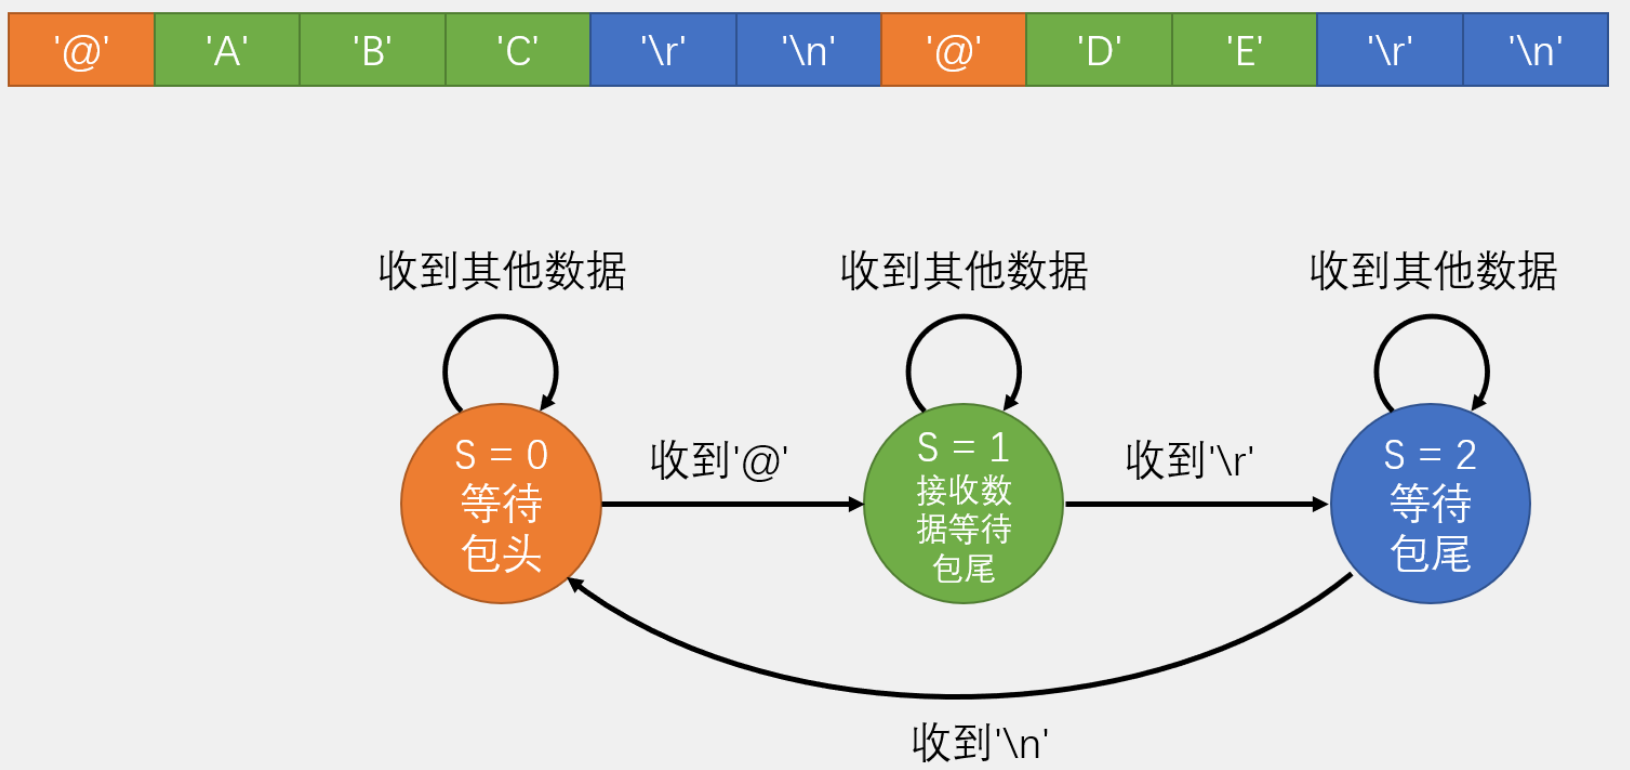 '@' 'A' 'B' 'C' '\r' '\n' '@' 'D' 'E' '\r' '\n'
收到其他数据 收到其他数据 收到其他数据
S = 0
等待
包头
收到'@'
S = 1
接收数
据等待
包尾
收到'\r'
S = 2
等待
包尾
收到'\n'